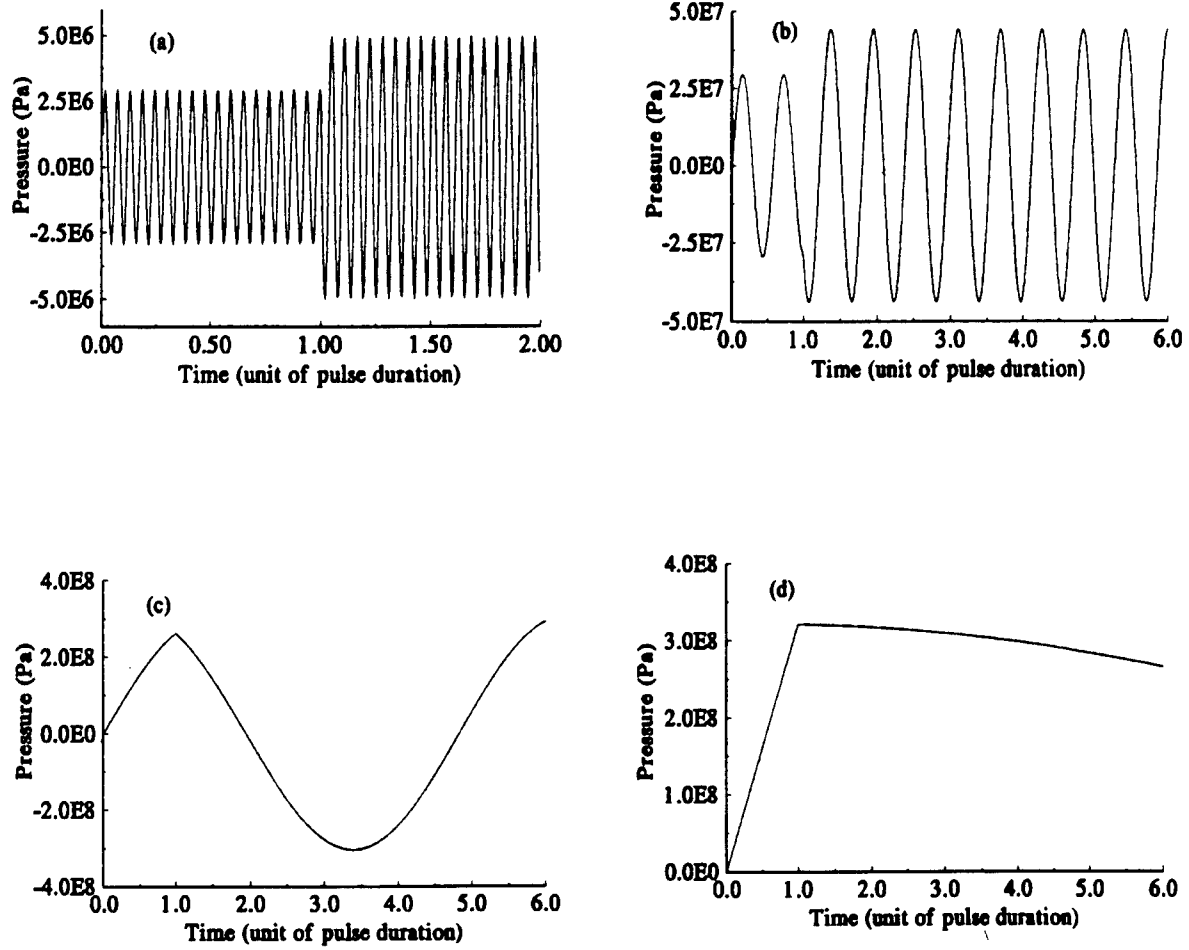 (a)
Pressure (Pa)
5.0E6
2.5E6
0.0E0
-2.5E6
-5.0E6
0.00 0.50 1.00 1.50 2.00
Time (unit of pulse duration)
(b)
Pressure (Pa)
5.0E7
2.5E7
0.0E0
-2.5E7
-5.0E7
0.0 1.0 2.0 3.0 4.0 5.0 6.0
Time (unit of pulse duration)
(c)
Pressure (Pa)
4.0E8
2.0E8
0.0E0
-2.0E8
-4.0E8
0.0 1.0 2.0 3.0 4.0 5.0 6.0
Time (unit of pulse duration)
(d)
Pressure (Pa)
4.0E8
3.0E8
2.0E8
1.0E8
0.0E0
0.0 1.0 2.0 3.0 4.0 5.0 6.0
Time (unit of pulse duration)